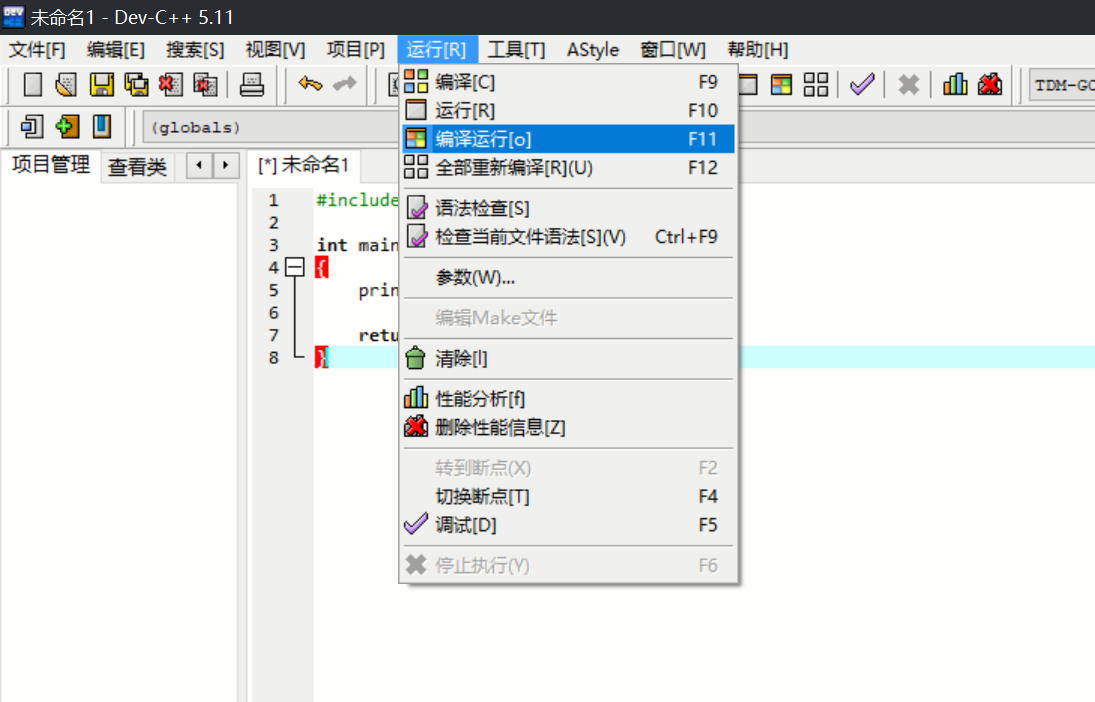 未命名1 - Dev-C++ 5.11
文件[F] 编辑[E] 搜索[S] 视图[V] 项目[P] 运行[R] 工具[T] AStyle 窗口[W] 帮助[H]
TDM-GC
(globals)
项目管理 查看类
[*] 未命名1
1 #include
2
3 int main
4 {
5 prin
6
7 retu
8 }
编译[C] F9
运行[R] F10
编译运行[o] F11
全部重新编译[R](U) F12
语法检查[S]
检查当前文件语法[S](V) Ctrl+F9
参数(W)...
编辑Make文件
清除[l]
性能分析[f]
删除性能信息[Z]
转到断点(X) F2
切换断点[T] F4
调试[D] F5
停止执行(Y) F6